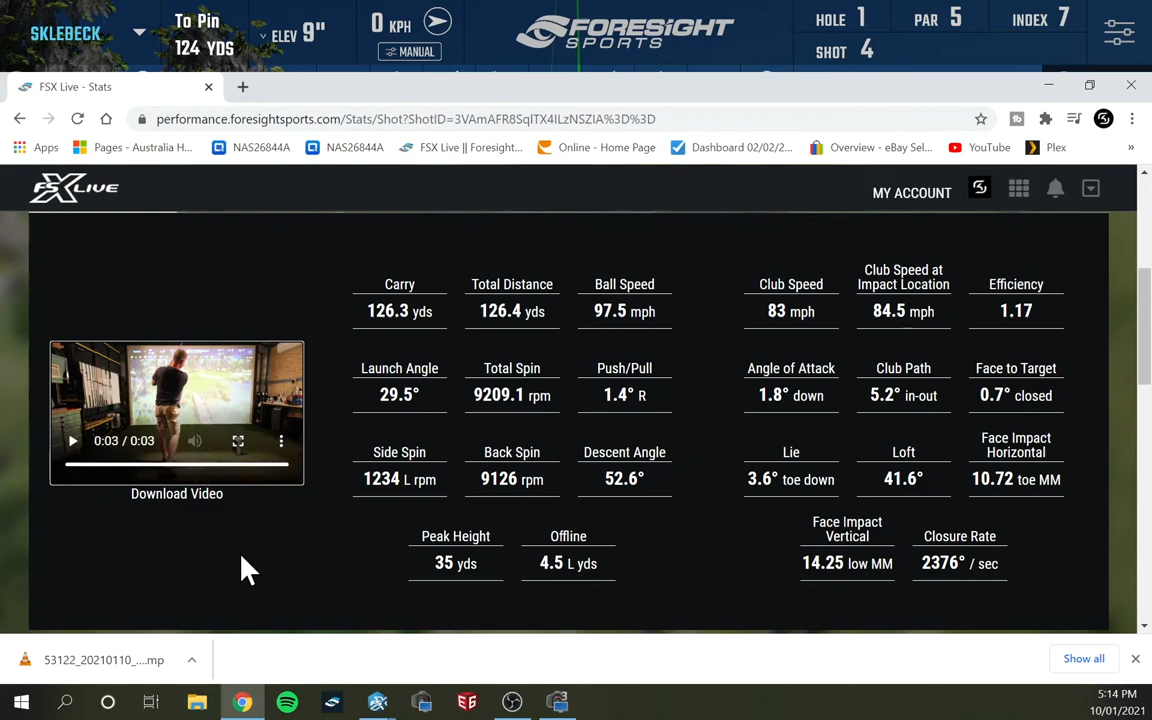 SKLEBECK
To Pin
124 YDS
ELEV 9"
0 KPH
MANUAL
FORESIGHT
SPORTS
HOLE 1
PAR 5
INDEX 7
SHOT 4
FSX Live - Stats
performance.foresightsports.com/Stats/Shot?ShotID=3VAmAFR8SqITX4ILzNSZIA%3D%3D
Apps
Pages - Australia H...
NAS26844A
NAS26844A
FSX Live || Foresight...
Online - Home Page
Dashboard 02/02/2...
Overview - eBay Sel...
YouTube
Plex
»
FSX LIVE
MY ACCOUNT
Carry
126.3 yds
Total Distance
126.4 yds
Ball Speed
97.5 mph
Club Speed
83 mph
Club Speed at
Impact Location
84.5 mph
Efficiency
1.17
Launch Angle
29.5°
Total Spin
9209.1 rpm
Push/Pull
1.4° R
Angle of Attack
1.8° down
Club Path
5.2° in-out
Face to Target
0.7° closed
0:03 / 0:03
Download Video
Side Spin
1234 L rpm
Back Spin
9126 rpm
Descent Angle
52.6°
Lie
3.6° toe down
Loft
41.6°
Face Impact
Horizontal
10.72 toe MM
Peak Height
35 yds
Offline
4.5 L yds
Face Impact
Vertical
14.25 low MM
Closure Rate
2376° / sec
53122_20210110_....mp
Show all
5:14 PM
10/01/2021